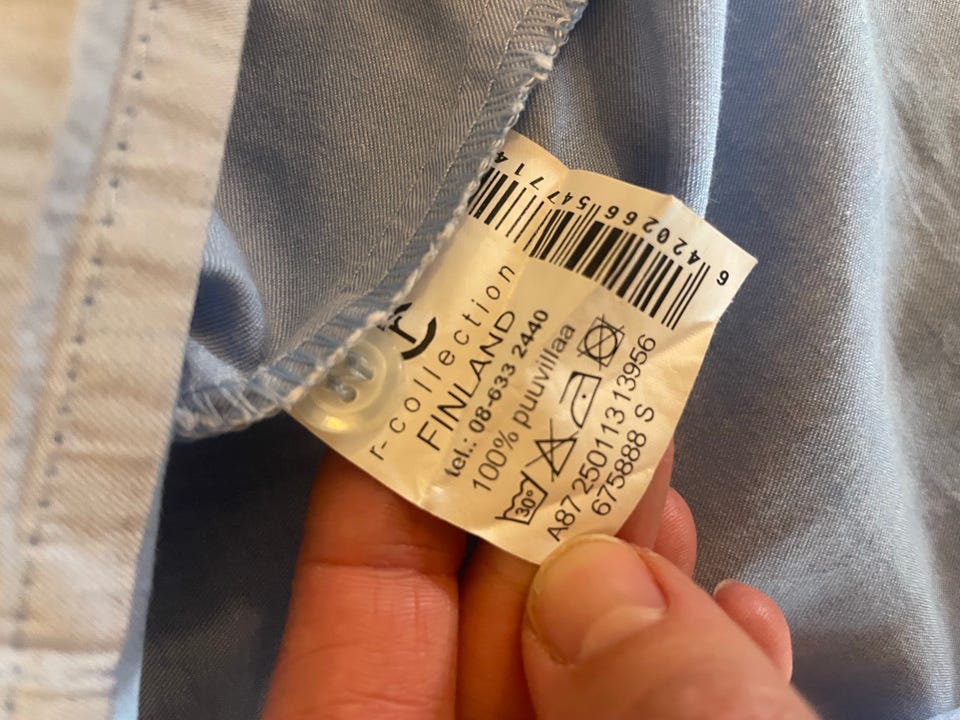 6 420266 547714
r
r-collection
FINLAND
tel.: 08-633 2440
100% puuvillaa
30°
A87 250113 13956
675888 S